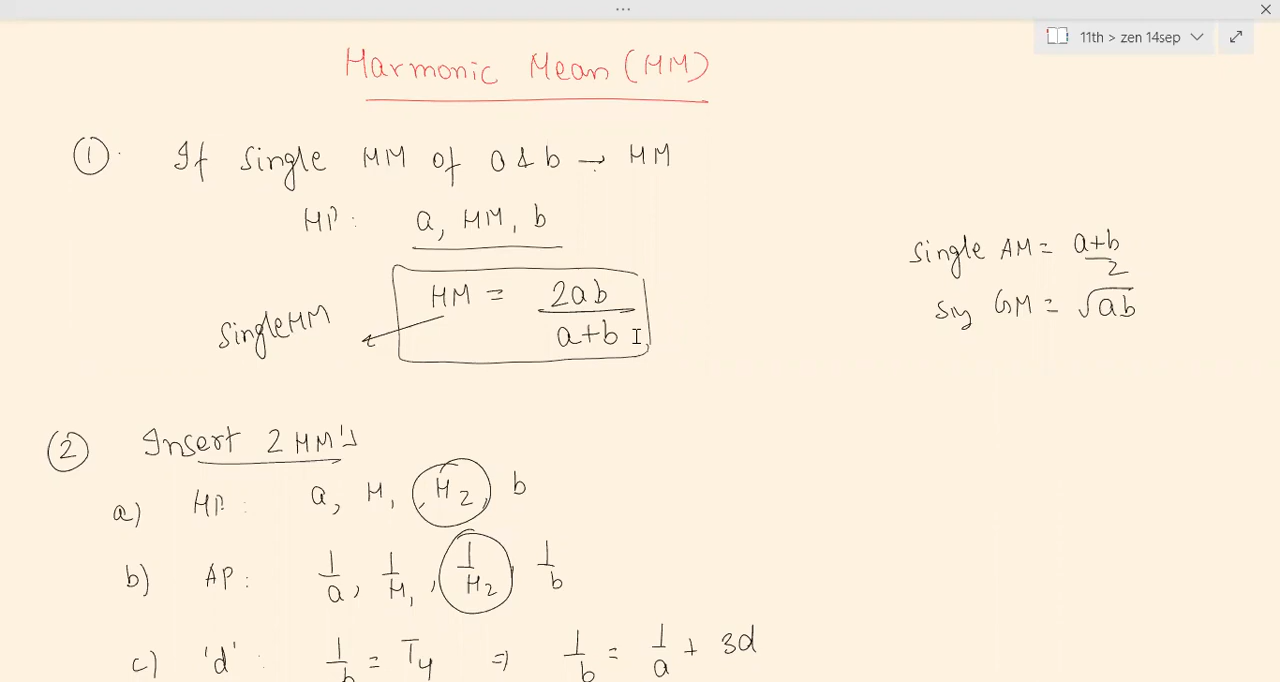 11th > zen 14sep
Harmonic Mean (HM)
① If single HM of a & b → HM
HP: a, HM, b
HM = 2ab / a+b
Single HM
Single AM = a+b / 2
Sig GM = √ab
② Insert 2 HM's
a) HP: a, H₁, H₂, b
b) AP: 1/a, 1/H₁, 1/H₂, 1/b
c) 'd': 1/b = T₄ ⇒ 1/b = 1/a + 3d